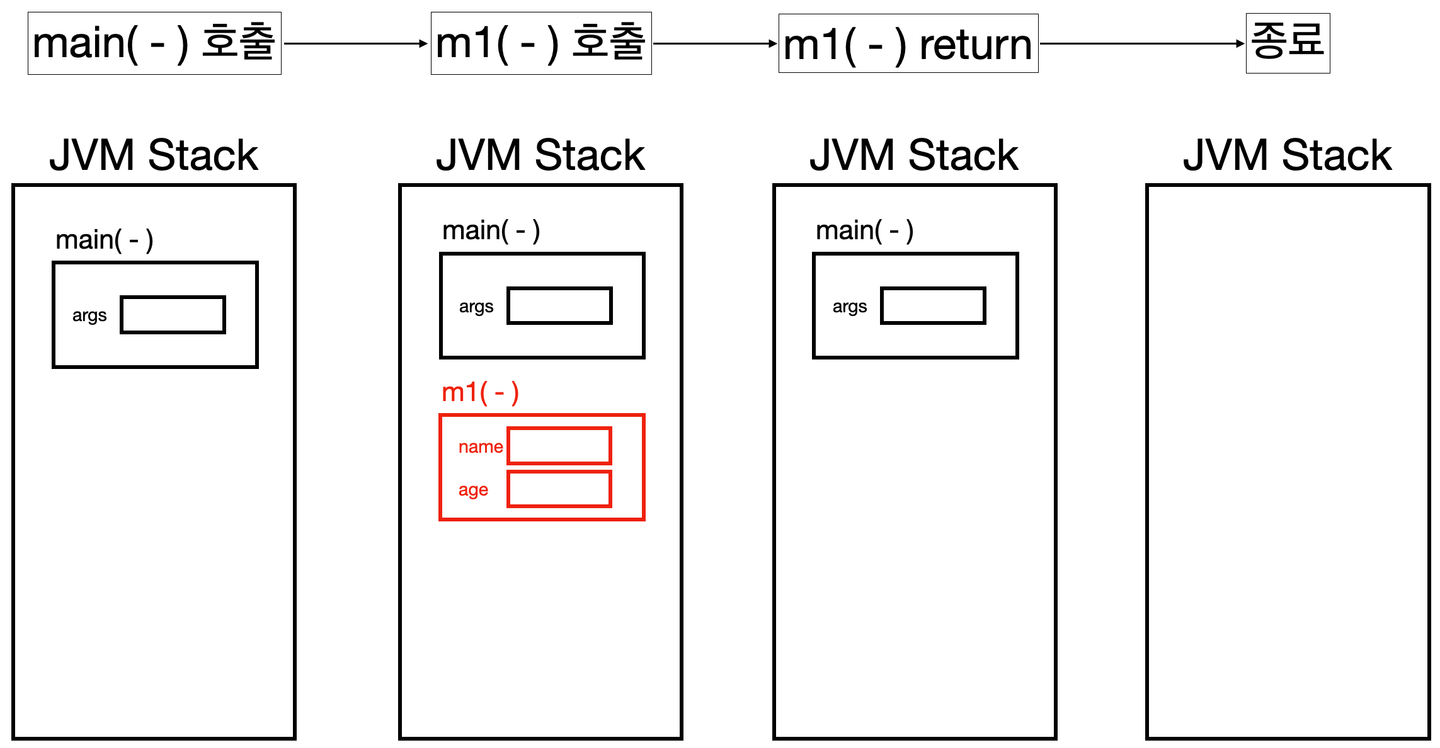 main( - ) 호출
m1( - ) 호출
m1( - ) return
종료
JVM Stack
main( - )
args
JVM Stack
main( - )
args
m1( - )
name
age
JVM Stack
main( - )
args
JVM Stack